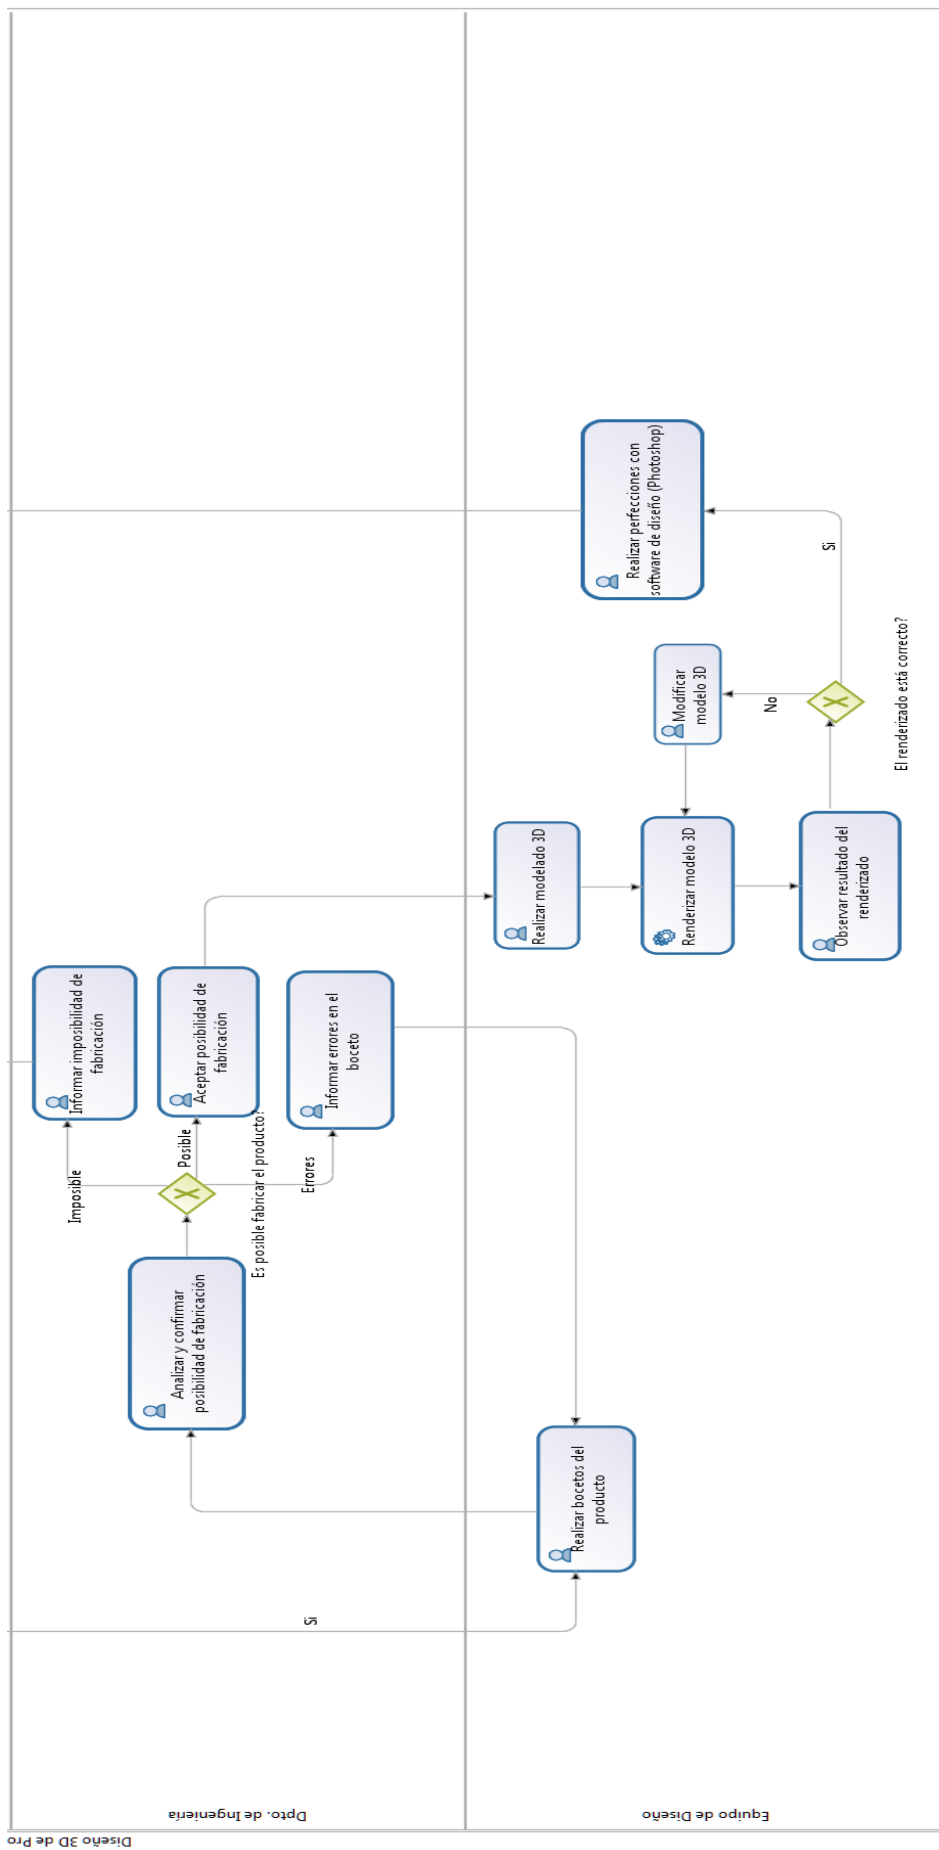 Diseño 3D de Pro
Dpto. de Ingeniería
Equipo de Diseño
Si
Realizar bocetos del
producto
Analizar y confirmar
posibilidad de fabricación
Es posible fabricar el producto?
Imposible
Posible
Errores
Informar imposibilidad de
fabricación
Aceptar posibilidad de
fabricación
Informar errores en el
boceto
Realizar modelado 3D
Renderizar modelo 3D
Observar resultado del
renderizado
El renderizado está correcto?
No
Modificar
modelo 3D
Si
Realizar perfecciones con
software de diseño (Photoshop)